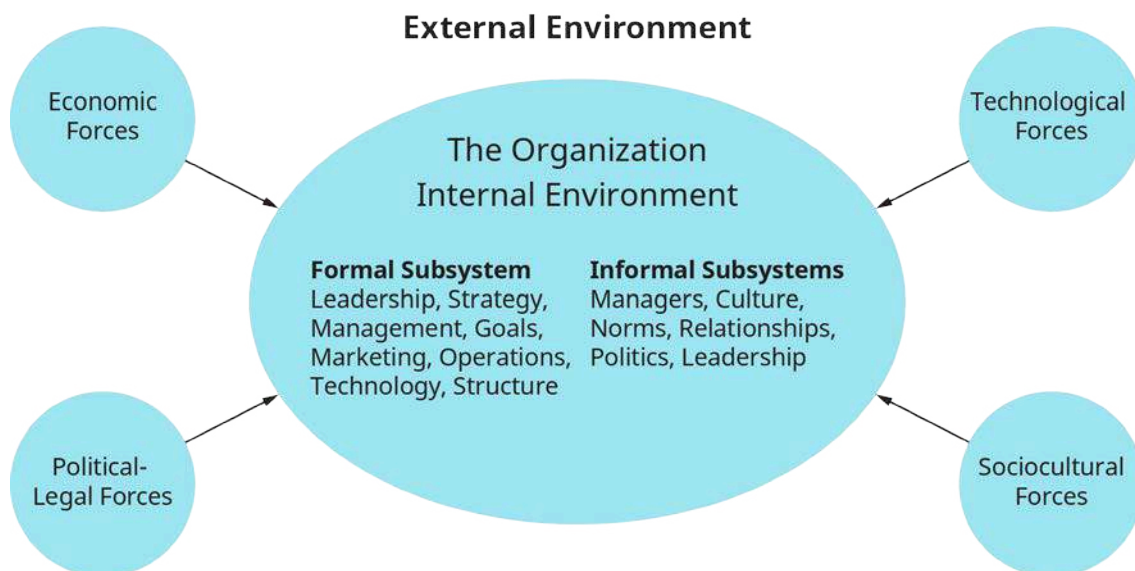 External Environment
Economic
Forces
Technological
Forces
The Organization
Internal Environment
Formal Subsystem
Leadership, Strategy,
Management, Goals,
Marketing, Operations,
Technology, Structure
Informal Subsystems
Managers, Culture,
Norms, Relationships,
Politics, Leadership
Political-
Legal Forces
Sociocultural
Forces